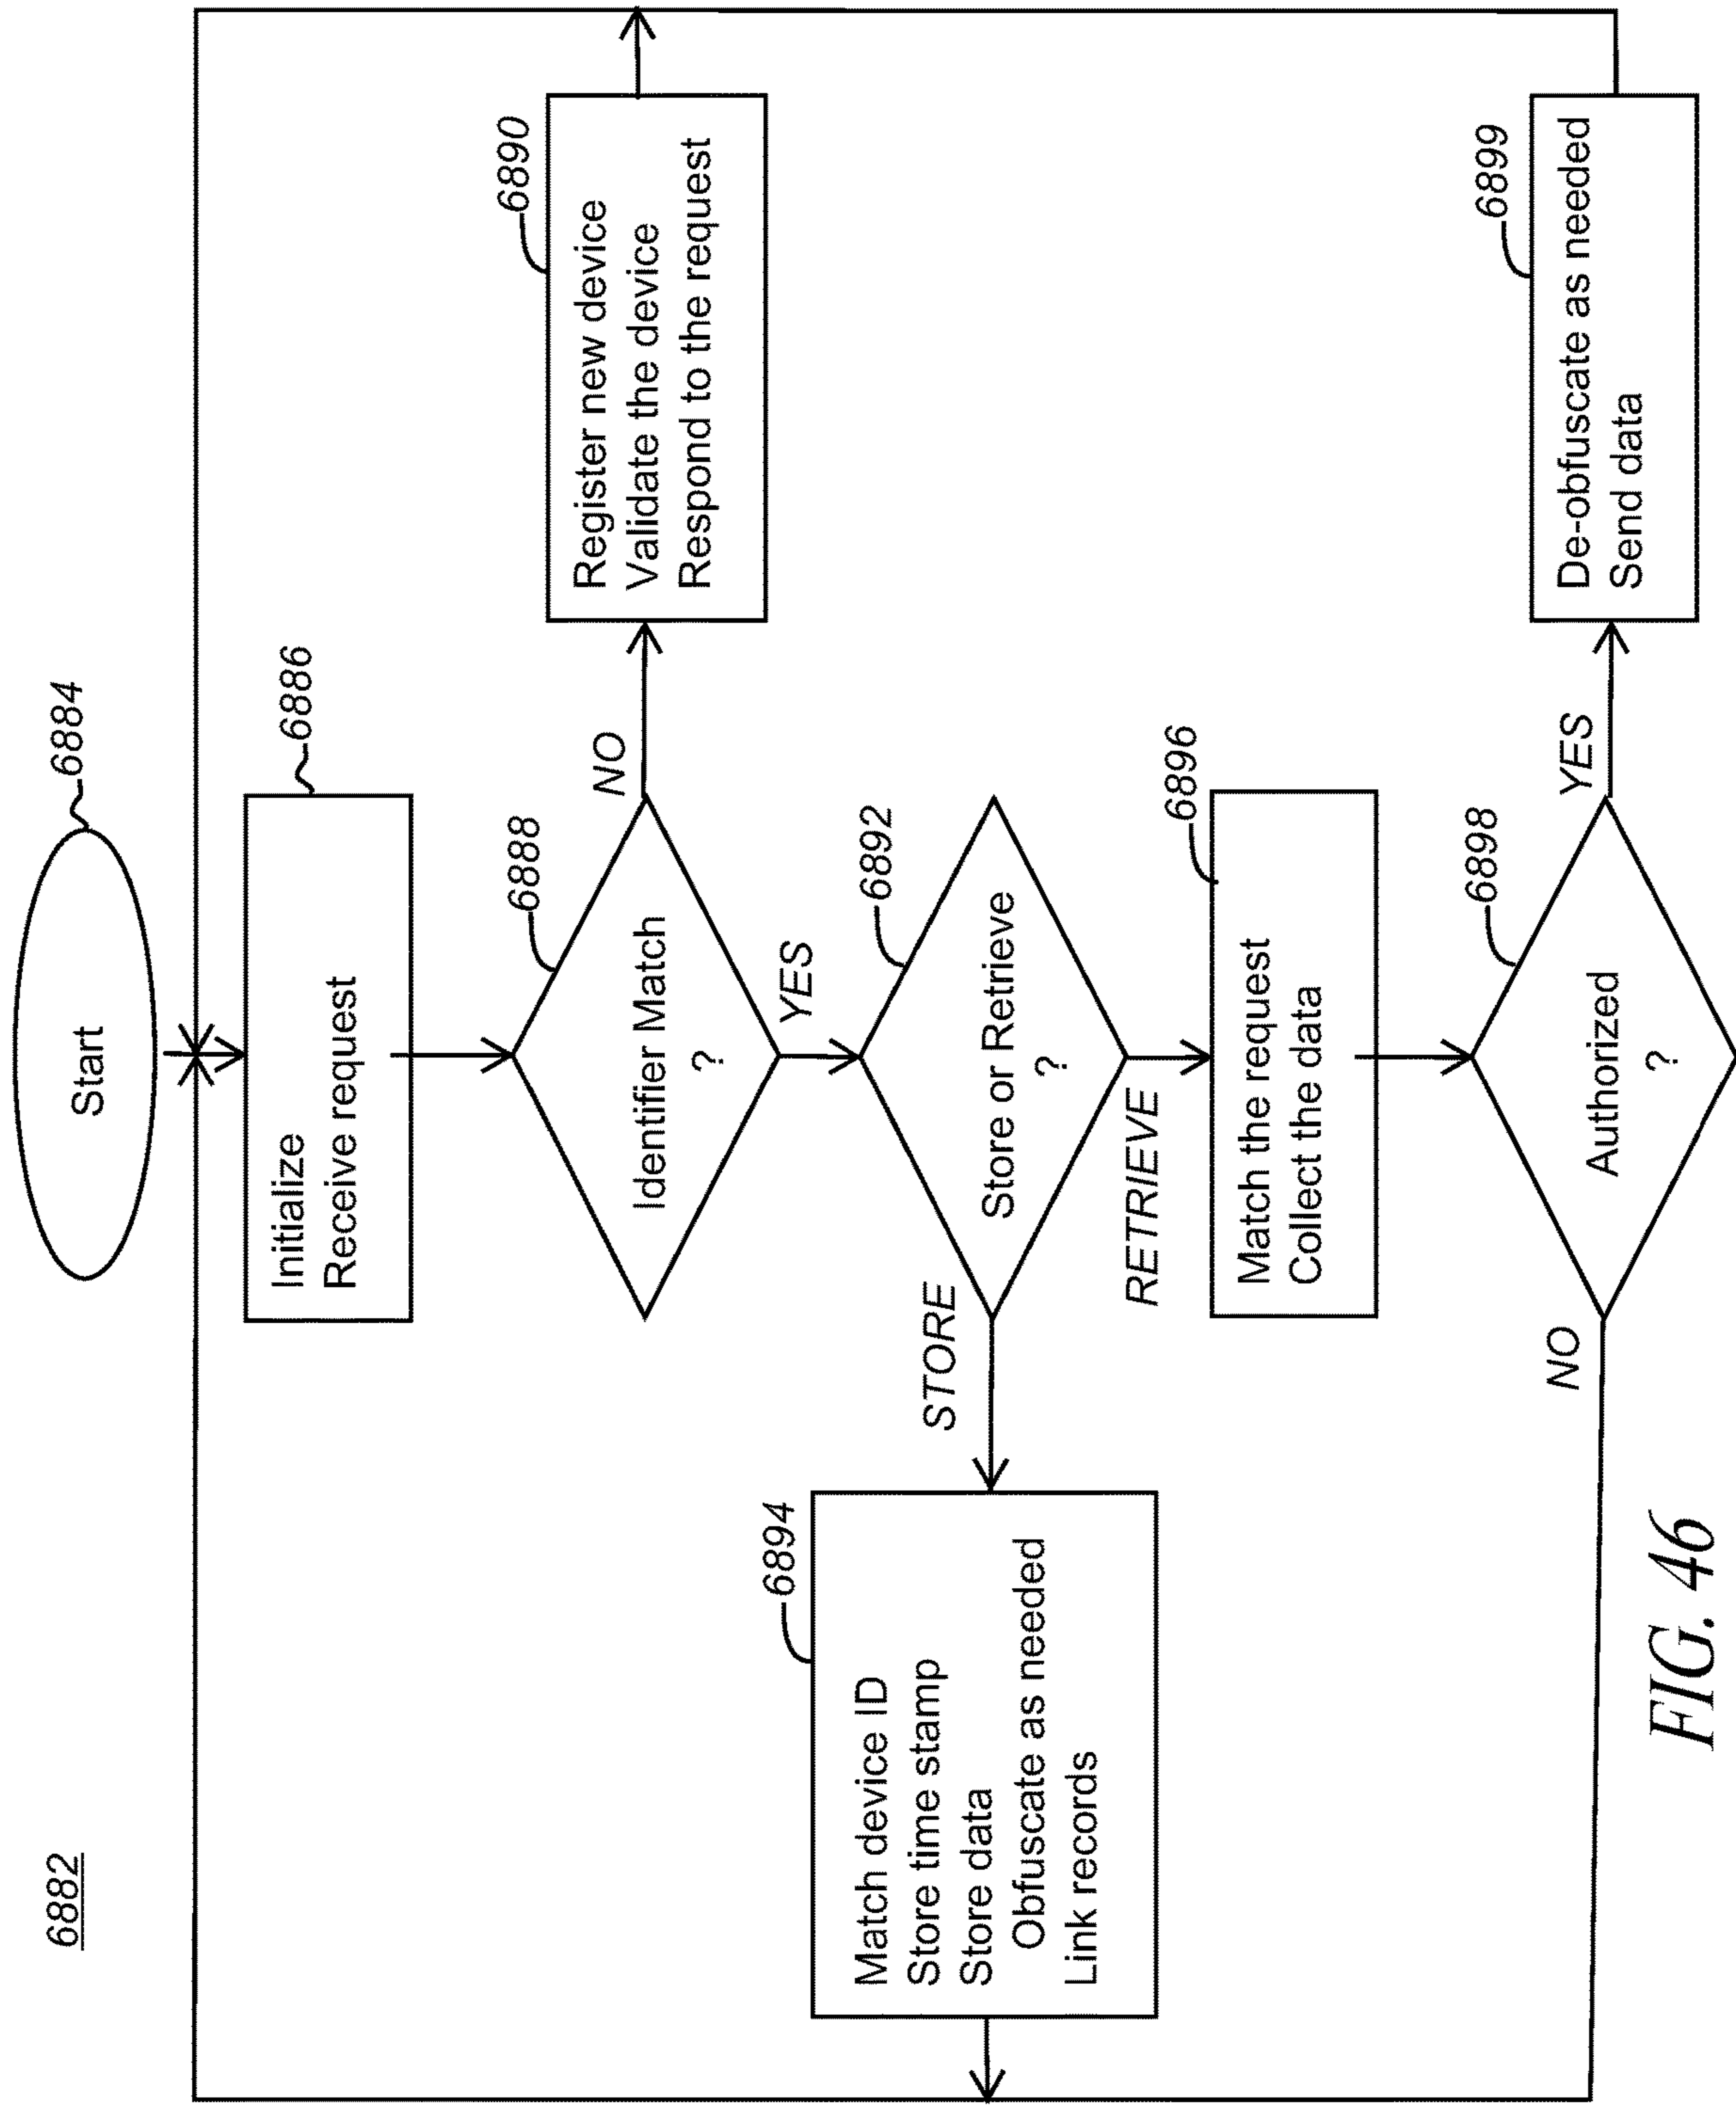 6882
Start
6884
Initialize
Receive request
6886
Identifier Match
?
6888
NO
Register new device
Validate the device
Respond to the request
6890
YES
Store or Retrieve
?
6892
STORE
Match device ID
Store time stamp
Store data
Obfuscate as needed
Link records
6894
RETRIEVE
Match the request
Collect the data
6896
Authorized
?
6898
NO
YES
De-obfuscate as needed
Send data
6899
FIG. 46